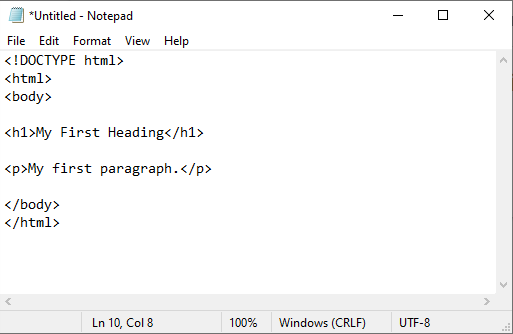 *Untitled - Notepad
File Edit Format View Help
<!DOCTYPE html>
<html>
<body>
<h1>My First Heading</h1>
<p>My first paragraph.</p>
</body>
</html>
Ln 10, Col 8 100% Windows (CRLF) UTF-8